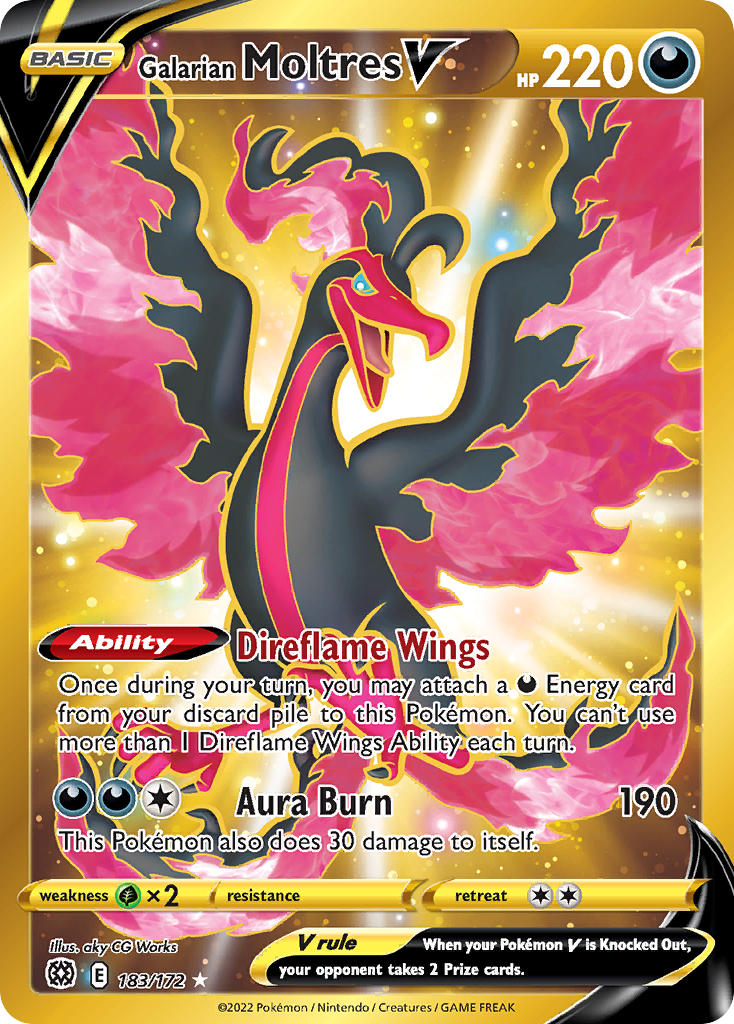 BASIC
Galarian Moltres V HP 220
Ability Direflame Wings
Once during your turn, you may attach a Energy card
from your discard pile to this Pokémon. You can't use
more than 1 Direflame Wings Ability each turn.
Aura Burn 190
This Pokémon also does 30 damage to itself.
weakness ×2 resistance retreat
Illus. aky CG Works
V rule When your Pokémon V is Knocked Out,
your opponent takes 2 Prize cards.
E 183/172 ★
©2022 Pokémon / Nintendo / Creatures / GAME FREAK